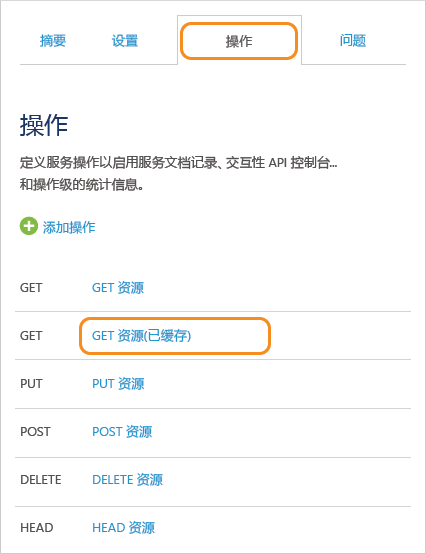 摘要 设置 操作 问题
操作
定义服务操作以启用服务文档记录、交互性 API 控制台...
和操作级的统计信息。
添加操作
GET GET 资源
GET GET 资源(已缓存)
PUT PUT 资源
POST POST 资源
DELETE DELETE 资源
HEAD HEAD 资源